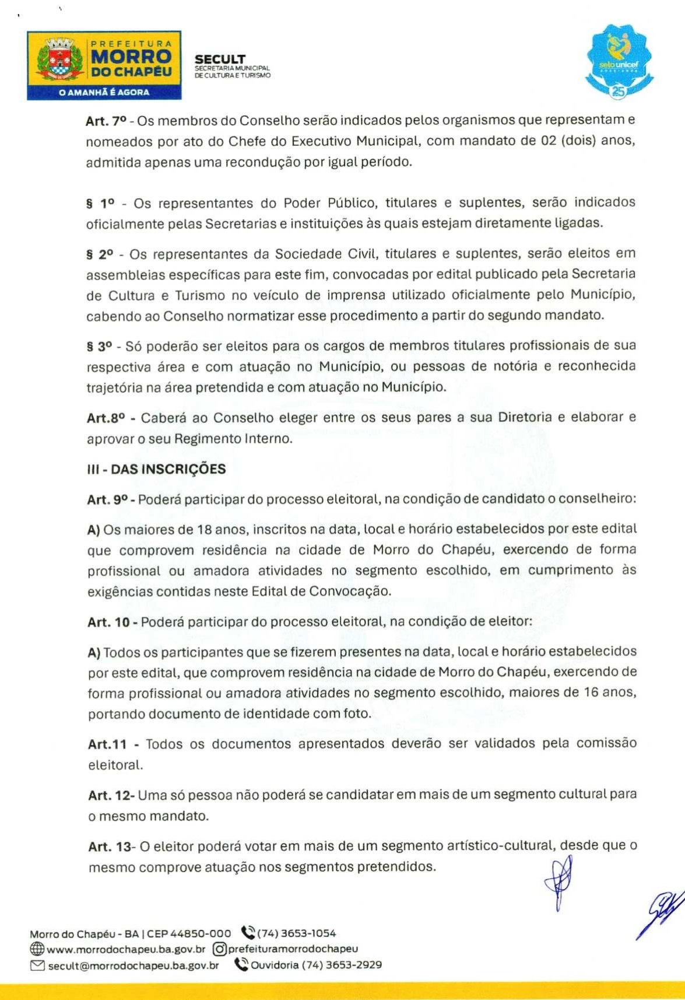 PREFEITURA
MORRO
DO CHAPÉU
O AMANHÃ É AGORA
SECULT
SECRETARIA MUNICIPAL
DE CULTURA E TURISMO
selo unicef
25
Art. 7º - Os membros do Conselho serão indicados pelos organismos que representam e
nomeados por ato do Chefe do Executivo Municipal, com mandato de 02 (dois) anos,
admitida apenas uma recondução por igual período.
§ 1º - Os representantes do Poder Público, titulares e suplentes, serão indicados
oficialmente pelas Secretarias e instituições às quais estejam diretamente ligadas.
§ 2º - Os representantes da Sociedade Civil, titulares e suplentes, serão eleitos em
assembleias específicas para este fim, convocadas por edital publicado pela Secretaria
de Cultura e Turismo no veículo de imprensa utilizado oficialmente pelo Município,
cabendo ao Conselho normatizar esse procedimento a partir do segundo mandato.
§ 3º - Só poderão ser eleitos para os cargos de membros titulares profissionais de sua
respectiva área e com atuação no Município, ou pessoas de notória e reconhecida
trajetória na área pretendida e com atuação no Município.
Art.8º - Caberá ao Conselho eleger entre os seus pares a sua Diretoria e elaborar e
aprovar o seu Regimento Interno.
III - DAS INSCRIÇÕES
Art. 9º - Poderá participar do processo eleitoral, na condição de candidato o conselheiro:
A) Os maiores de 18 anos, inscritos na data, local e horário estabelecidos por este edital
que comprovem residência na cidade de Morro do Chapéu, exercendo de forma
profissional ou amadora atividades no segmento escolhido, em cumprimento às
exigências contidas neste Edital de Convocação.
Art. 10 - Poderá participar do processo eleitoral, na condição de eleitor:
A) Todos os participantes que se fizerem presentes na data, local e horário estabelecidos
por este edital, que comprovem residência na cidade de Morro do Chapéu, exercendo de
forma profissional ou amadora atividades no segmento escolhido, maiores de 16 anos,
portando documento de identidade com foto.
Art.11 - Todos os documentos apresentados deverão ser validados pela comissão
eleitoral.
Art. 12- Uma só pessoa não poderá se candidatar em mais de um segmento cultural para
o mesmo mandato.
Art. 13- O eleitor poderá votar em mais de um segmento artístico-cultural, desde que o
mesmo comprove atuação nos segmentos pretendidos.
Morro do Chapéu - BA | CEP 44850-000 (74) 3653-1054
www.morrodochapeu.ba.gov.br prefeituramorrodochapeu
secult@morrodochapeu.ba.gov.br Ouvidoria (74) 3653-2929